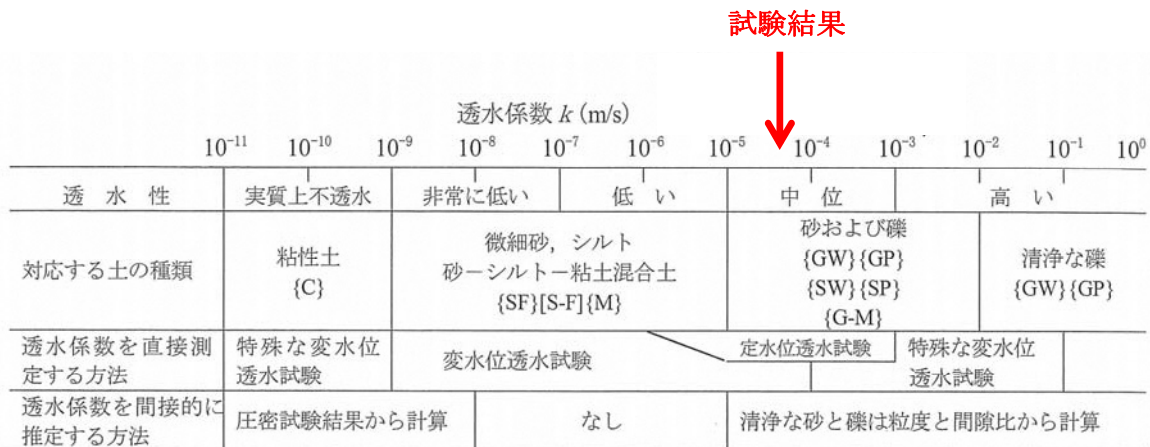 試験結果
透水係数 k (m/s)
10⁻¹¹ 10⁻¹⁰ 10⁻⁹ 10⁻⁸ 10⁻⁷ 10⁻⁶ 10⁻⁵ 10⁻⁴ 10⁻³ 10⁻² 10⁻¹ 10⁰
透水性 実質上不透水 非常に低い 低い 中位 高い
対応する土の種類
粘性土
{C}
微細砂，シルト
砂－シルト－粘土混合土
{SF}[S-F]{M}
砂および礫
{GW}{GP}
{SW}{SP}
{G-M}
清浄な礫
{GW}{GP}
透水係数を直接測
定する方法
特殊な変水位
透水試験
変水位透水試験
定水位透水試験
特殊な変水位
透水試験
透水係数を間接的に
推定する方法
圧密試験結果から計算
なし
清浄な砂と礫は粒度と間隙比から計算